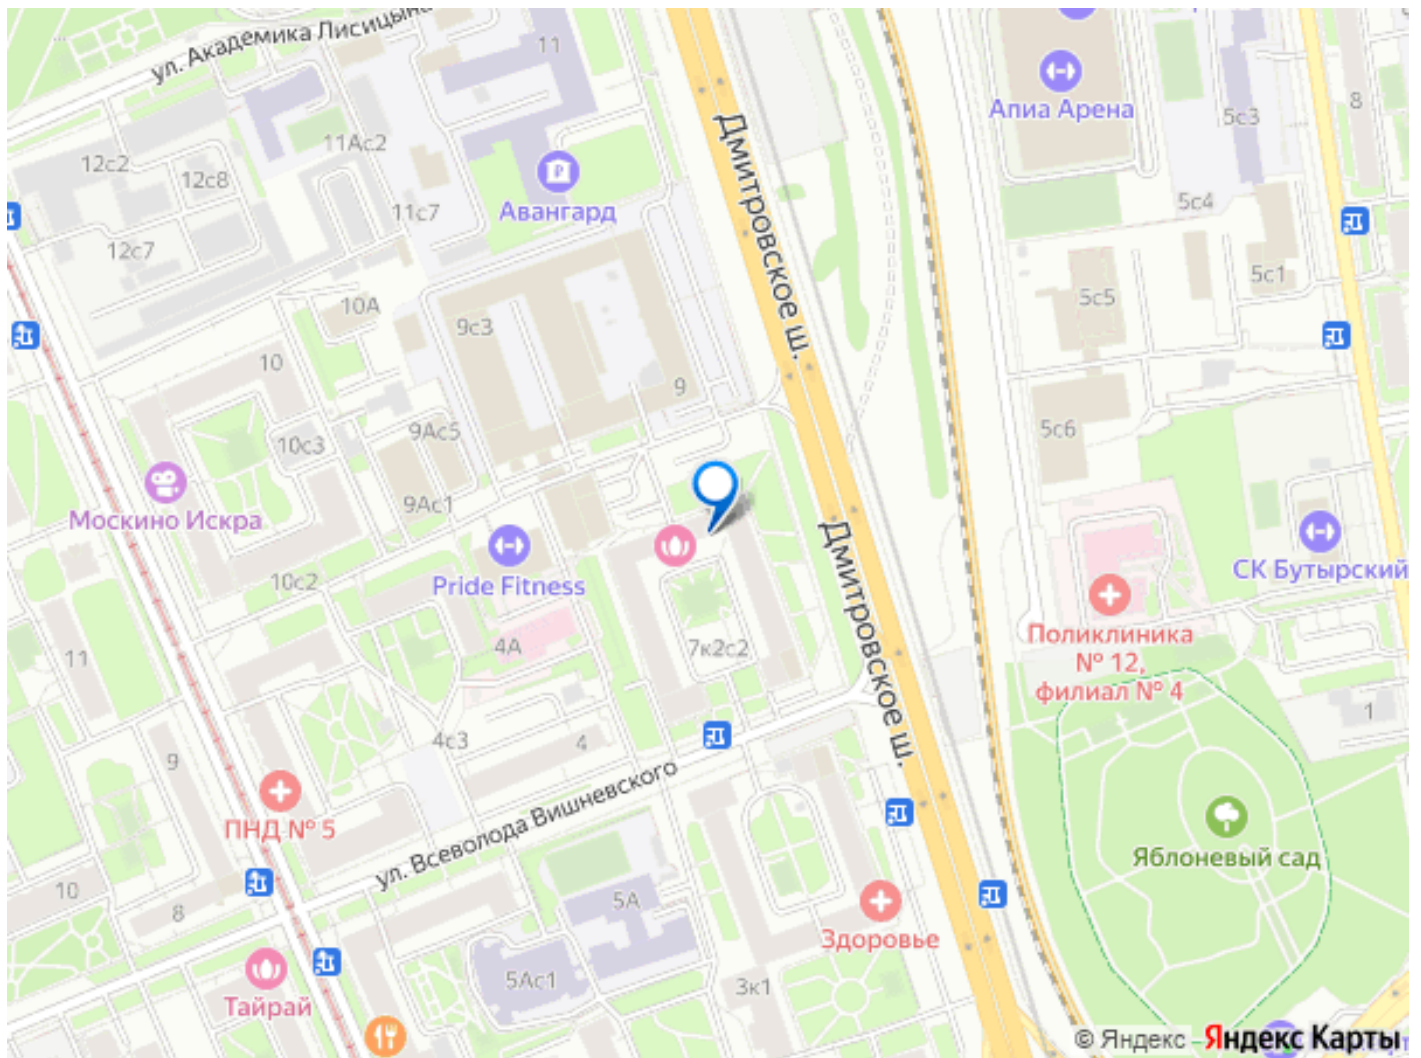 ул. Академика Лисицына
11
Апиа Арена
8
5с3
11Ас2
12с2
12с8
Авангард
11с7
5с4
12с7
Дмитровское ш.
5с1
5с5
10А
9с3
10
9
9Ас5
10с3
5с6
9Ас1
Москино Искра
Pride Fitness
СК Бутырский
10с2
Дмитровское ш.
Поликлиника
№ 12,
филиал № 4
4А
7к2с2
11
1
4с3
4
9
ул. Всеволода Вишневского
ПНД № 5
Яблоневый сад
10
8
5А
Здоровье
5Ас1
3к1
Тайрай
© Яндекс
Яндекс Карты